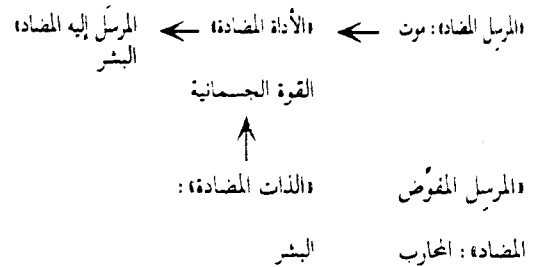 «المرسِل المضاد»: موت ← «الأداة المضادة» ← المرسَل إليه المضاد»
البشر
القوة الجسمانية
«المرسِل المفوِّض «الذات المضادة»:
المضاد»: المحارب البشر